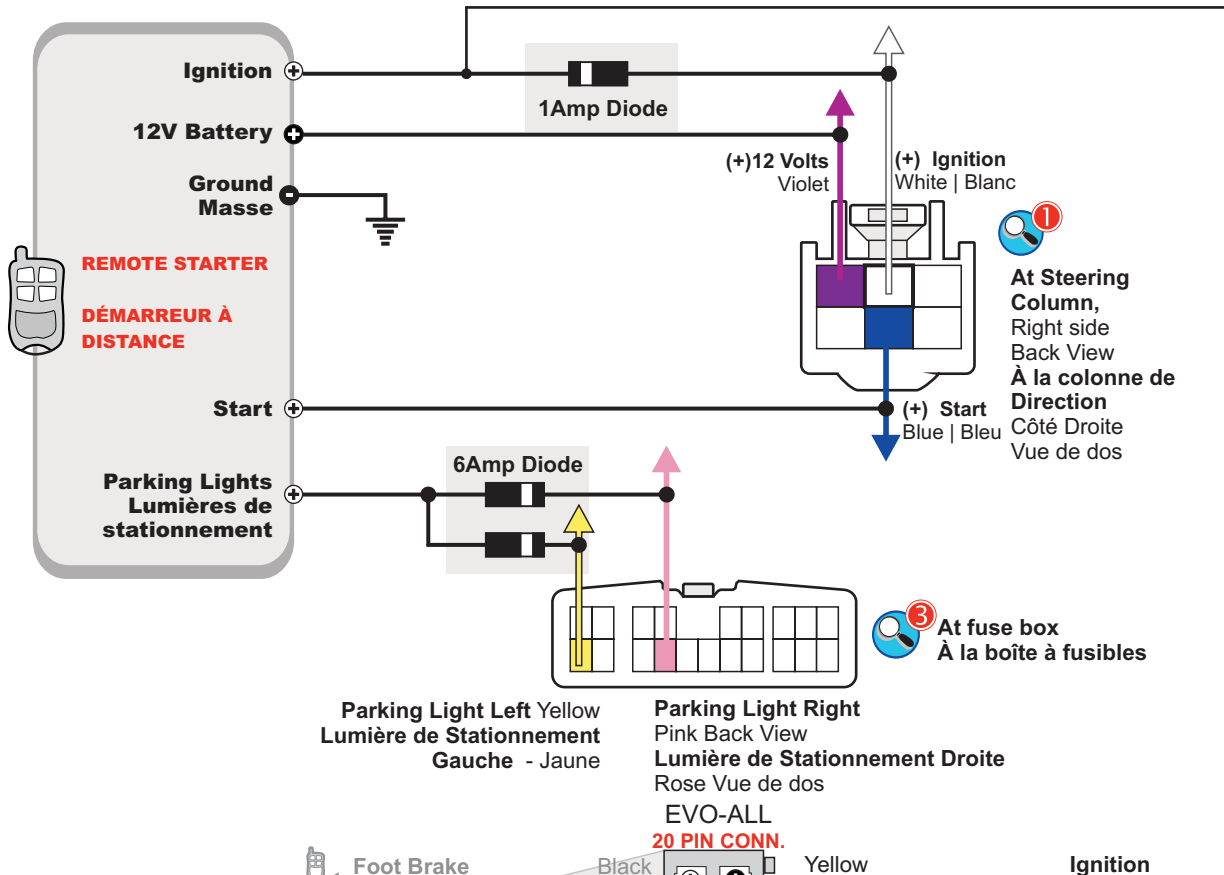 Ignition
1Amp Diode
12V Battery
(+)12 Volts
Violet
(+) Ignition
White | Blanc
Ground
Masse
1
REMOTE STARTER
DÉMARREUR À
DISTANCE
At Steering
Column,
Right side
Back View
À la colonne de
Direction
Côté Droite
Vue de dos
Start
(+) Start
Blue | Bleu
6Amp Diode
Parking Lights
Lumières de
stationnement
3
At fuse box
À la boîte à fusibles
Parking Light Left Yellow
Lumière de Stationnement
Gauche - Jaune
Parking Light Right
Pink Back View
Lumière de Stationnement Droite
Rose Vue de dos
EVO-ALL
20 PIN CONN.
Foot Brake
Black
Yellow
Ignition